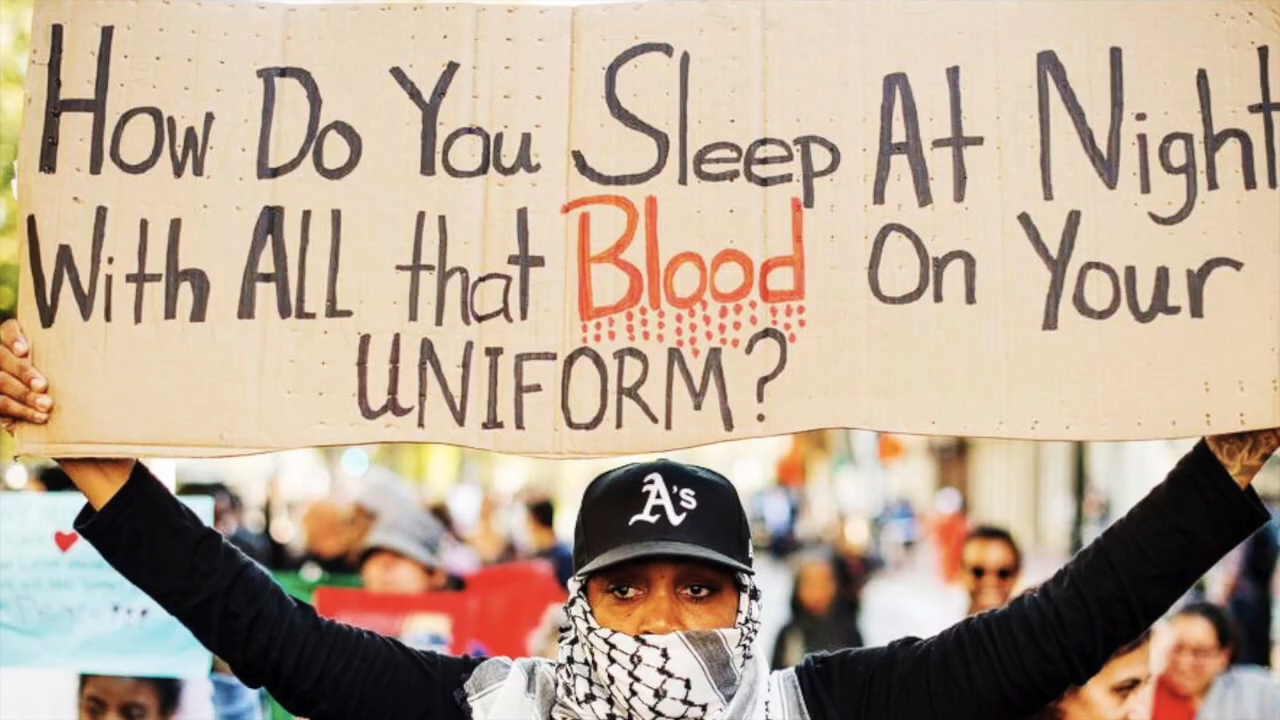 How Do You Sleep At Night
With All that Blood On Your
UNIFORM?
A's